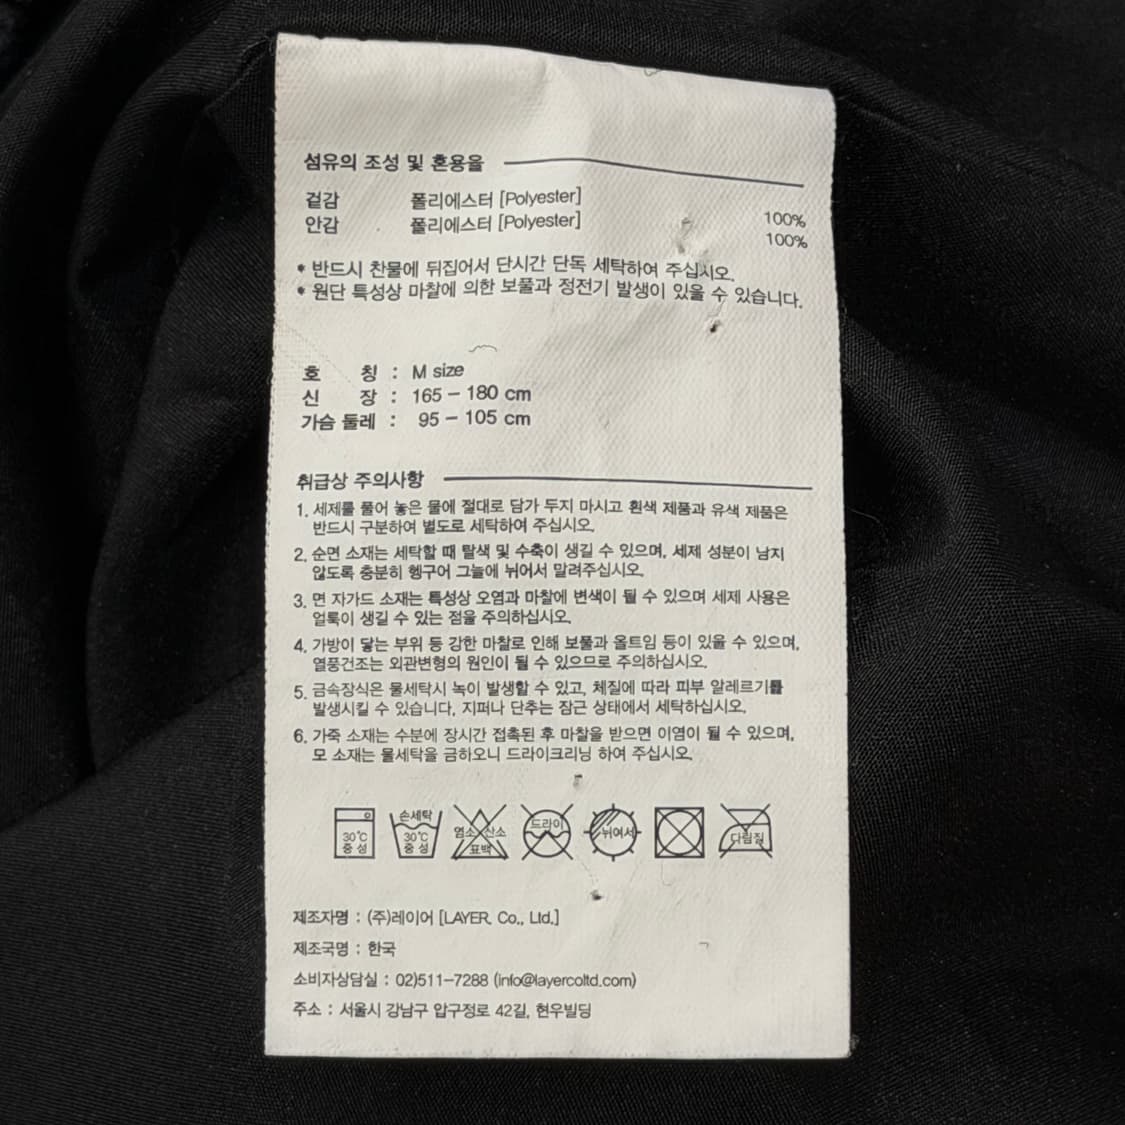 섬유의 조성 및 혼용율
겉감 폴리에스터 [Polyester] 100%
안감 폴리에스터 [Polyester] 100%
* 반드시 찬물에 뒤집어서 단시간 단독 세탁하여 주십시오.
* 원단 특성상 마찰에 의한 보풀과 정전기 발생이 있을 수 있습니다.
호 칭 : M size
신 장 : 165 - 180 cm
가슴 둘레 : 95 - 105 cm
취급상 주의사항
1. 세제를 풀어 놓은 물에 절대로 담가 두지 마시고 흰색 제품과 유색 제품은
반드시 구분하여 별도로 세탁하여 주십시오.
2. 순면 소재는 세탁할 때 탈색 및 수축이 생길 수 있으며, 세제 성분이 남지
않도록 충분히 헹구어 그늘에 뉘어서 말려주십시오.
3. 면 자가드 소재는 특성상 오염과 마찰에 변색이 될 수 있으며 세제 사용은
얼룩이 생길 수 있는 점을 주의하십시오.
4. 가방이 닿는 부위 등 강한 마찰로 인해 보풀과 올트임 등이 있을 수 있으며,
열풍건조는 외관변형의 원인이 될 수 있으므로 주의하십시오.
5. 금속장식은 물세탁시 녹이 발생할 수 있고, 체질에 따라 피부 알레르기를
발생시킬 수 있습니다. 지퍼나 단추는 잠근 상태에서 세탁하십시오.
6. 가죽 소재는 수분에 장시간 접촉된 후 마찰을 받으면 이염이 될 수 있으며,
모 소재는 물세탁을 금하오니 드라이크리닝 하여 주십시오.
30℃ 중성
손세탁 30℃ 중성
염소 산소 표백
드라이
뉘어서
다림질
제조자명 : (주)레이어 [LAYER. Co., Ltd.]
제조국명 : 한국
소비자상담실 : 02)511-7288 (info@layercoltd.com)
주소 : 서울시 강남구 압구정로 42길, 현우빌딩